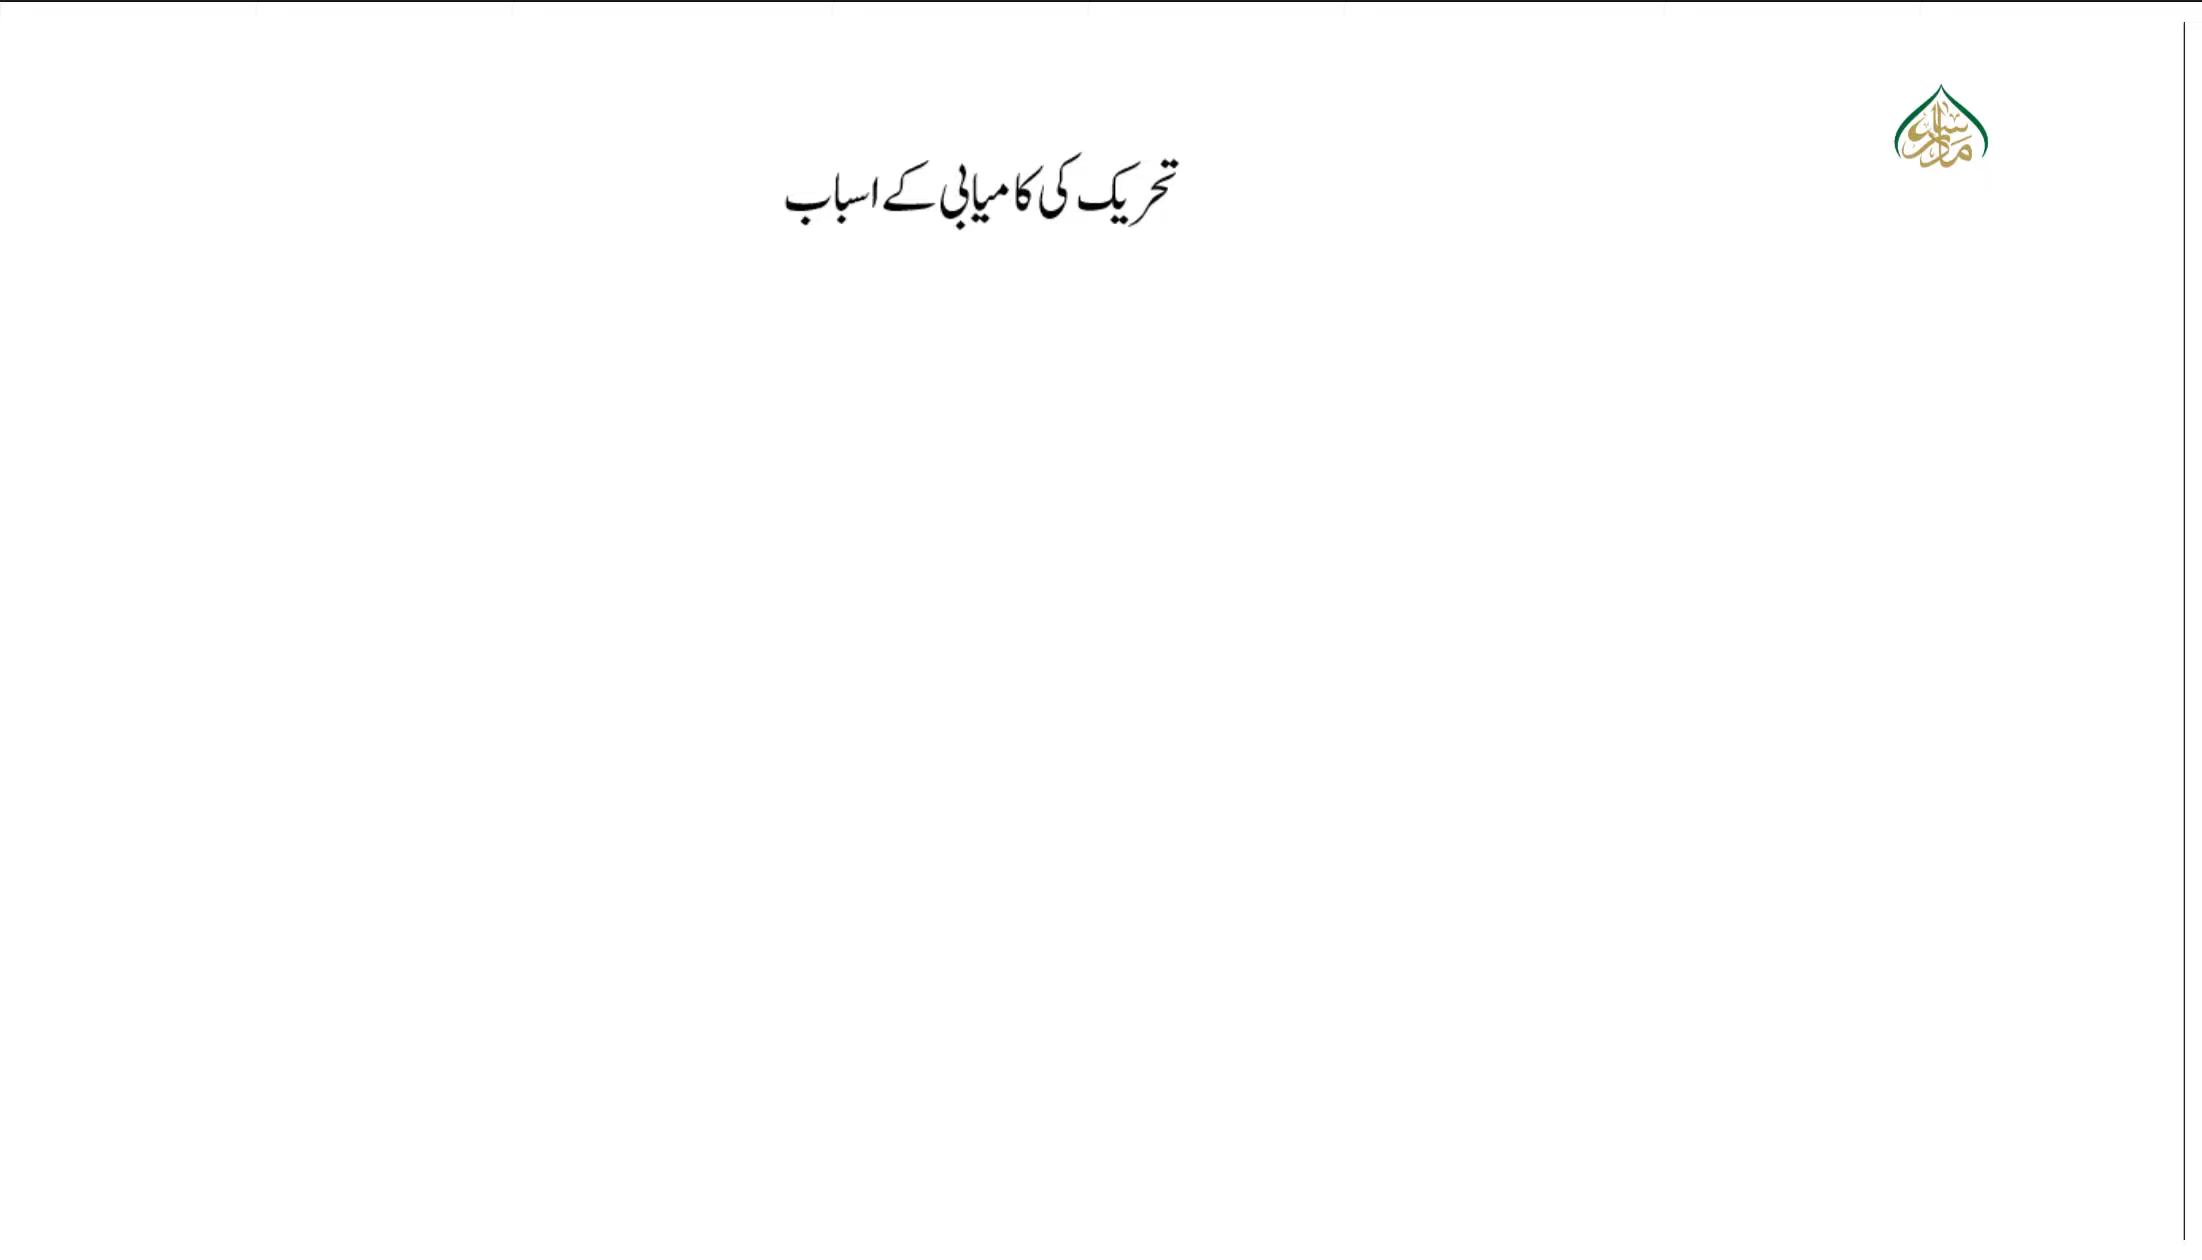 تحریک کی کامیابی کے اسباب